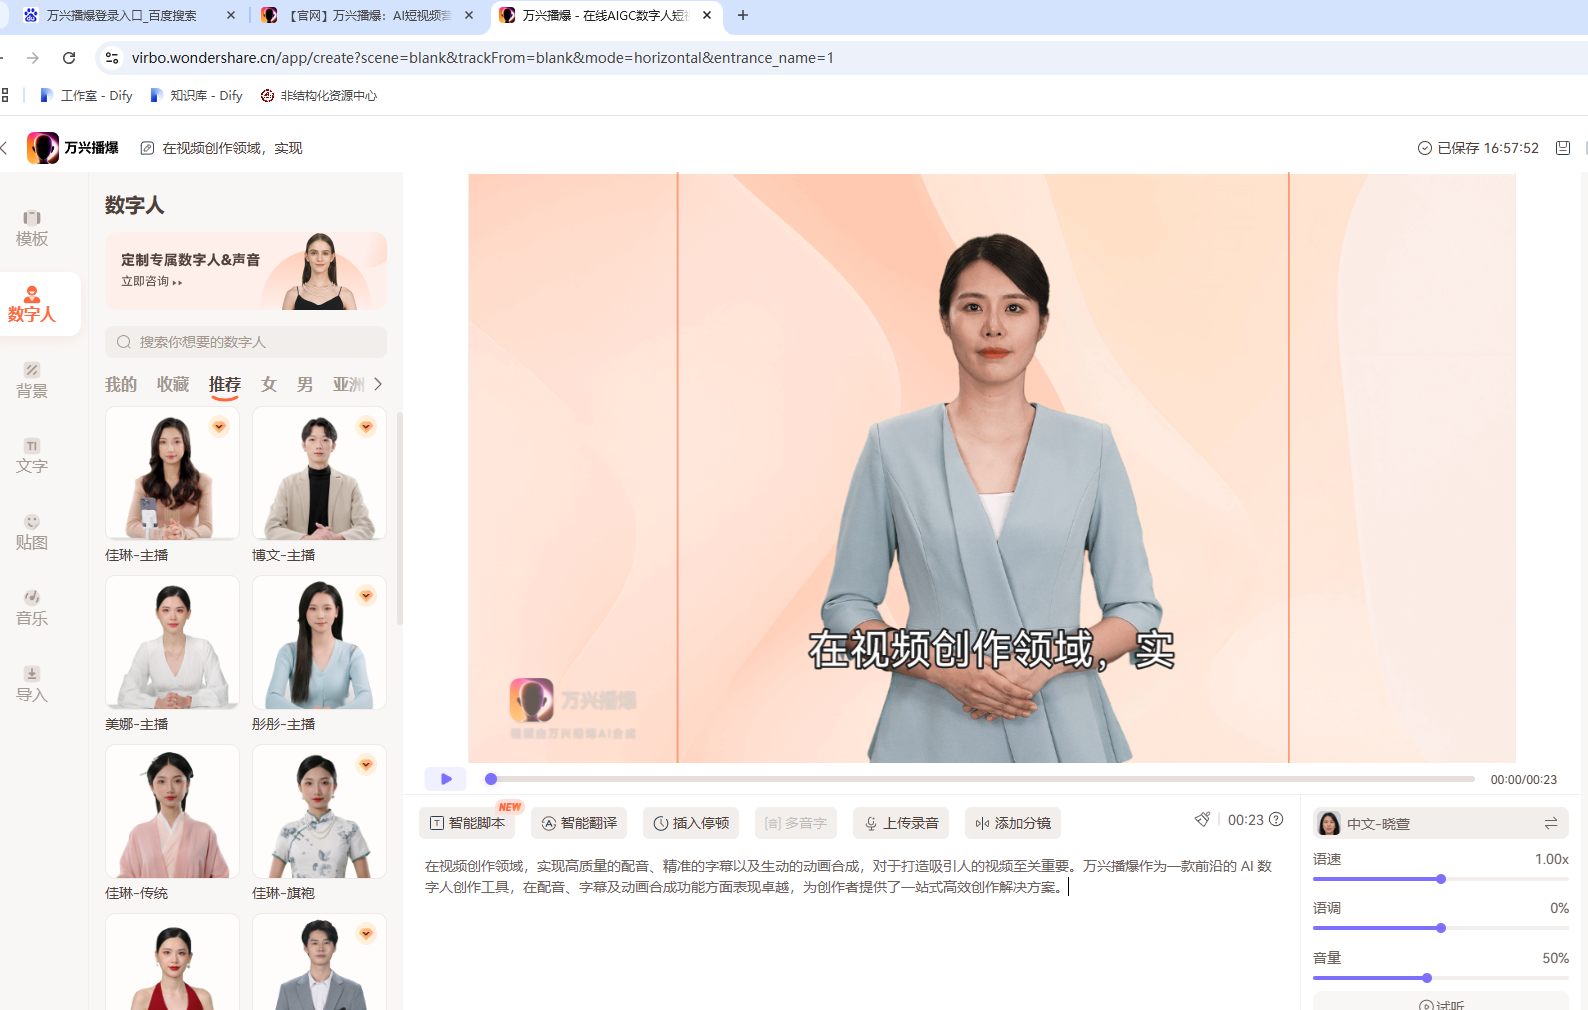 万兴播爆登录入口_百度搜索
【官网】万兴播爆：AI短视频营
万兴播爆 - 在线AIGC数字人短视
virbo.wondershare.cn/app/create?scene=blank&trackFrom=blank&mode=horizontal&entrance_name=1
工作室 - Dify
知识库 - Dify
非结构化资源中心
万兴播爆
在视频创作领域，实现
已保存 16:57:52
模板
数字人
背景
文字
贴图
音乐
导入
数字人
定制专属数字人&声音
立即咨询
搜索你想要的数字人
我的 收藏 推荐 女 男 亚洲
佳琳-主播
博文-主播
美娜-主播
彤彤-主播
佳琳-传统
佳琳-旗袍
在视频创作领域，实
万兴播爆
视频由万兴播爆AI合成
00:00/00:23
智能脚本
NEW
智能翻译
插入停顿
多音字
上传录音
添加分镜
00:23
在视频创作领域，实现高质量的配音、精准的字幕以及生动的动画合成，对于打造吸引人的视频至关重要。万兴播爆作为一款前沿的 AI 数
字人创作工具，在配音、字幕及动画合成功能方面表现卓越，为创作者提供了一站式高效创作解决方案。
中文-晓萱
语速 1.00x
语调 0%
音量 50%
试听